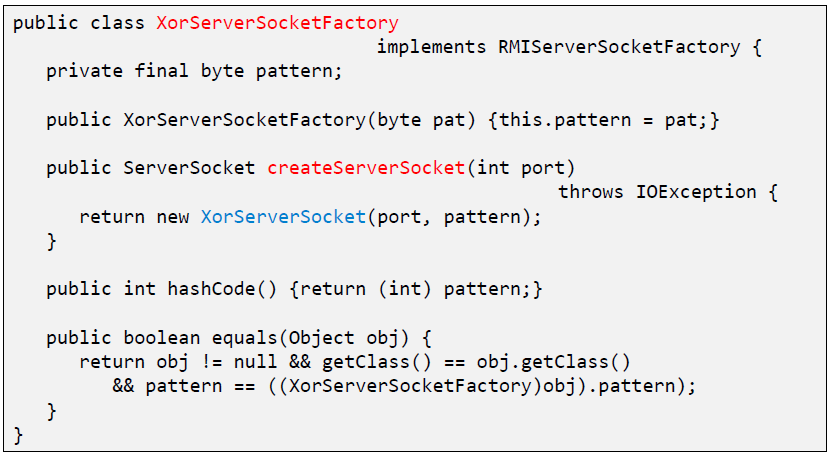 public class XorServerSocketFactory
implements RMIServerSocketFactory {
private final byte pattern;
public XorServerSocketFactory(byte pat) {this.pattern = pat;}
public ServerSocket createServerSocket(int port)
throws IOException {
return new XorServerSocket(port, pattern);
}
public int hashCode() {return (int) pattern;}
public boolean equals(Object obj) {
return obj != null && getClass() == obj.getClass()
&& pattern == ((XorServerSocketFactory)obj).pattern);
}
}